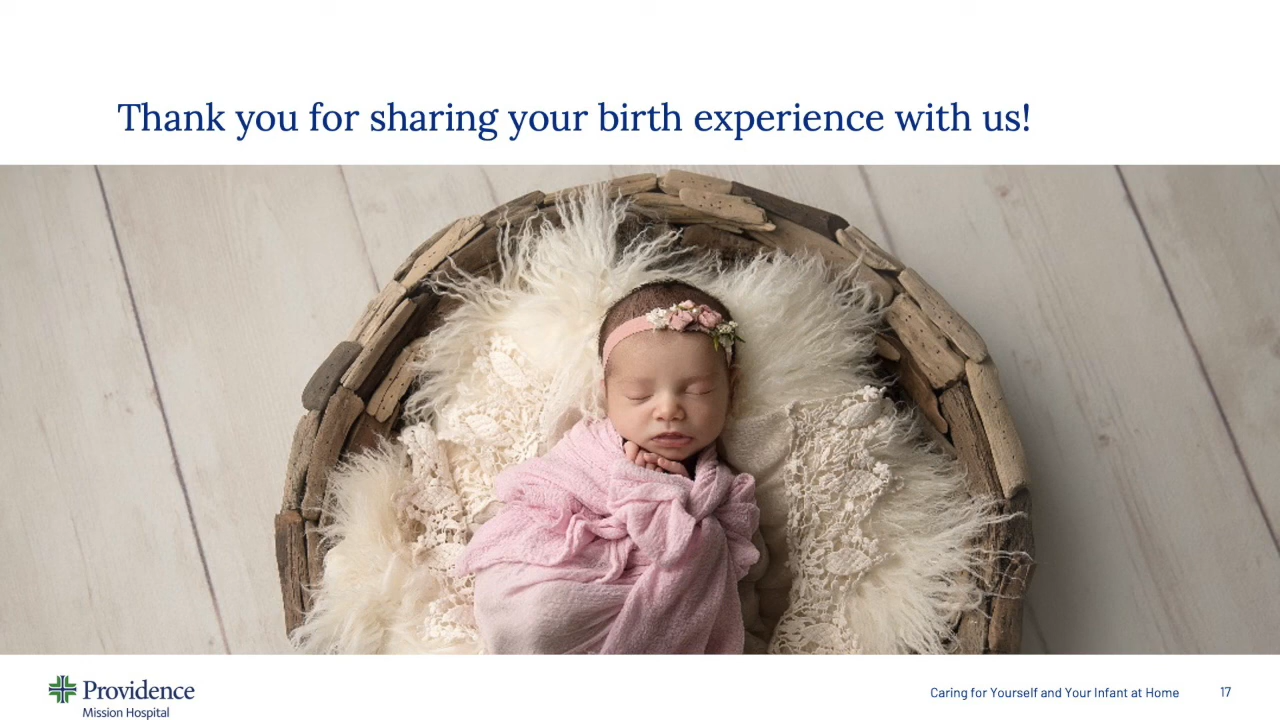 Thank you for sharing your birth experience with us!
Providence
Mission Hospital
Caring for Yourself and Your Infant at Home
17